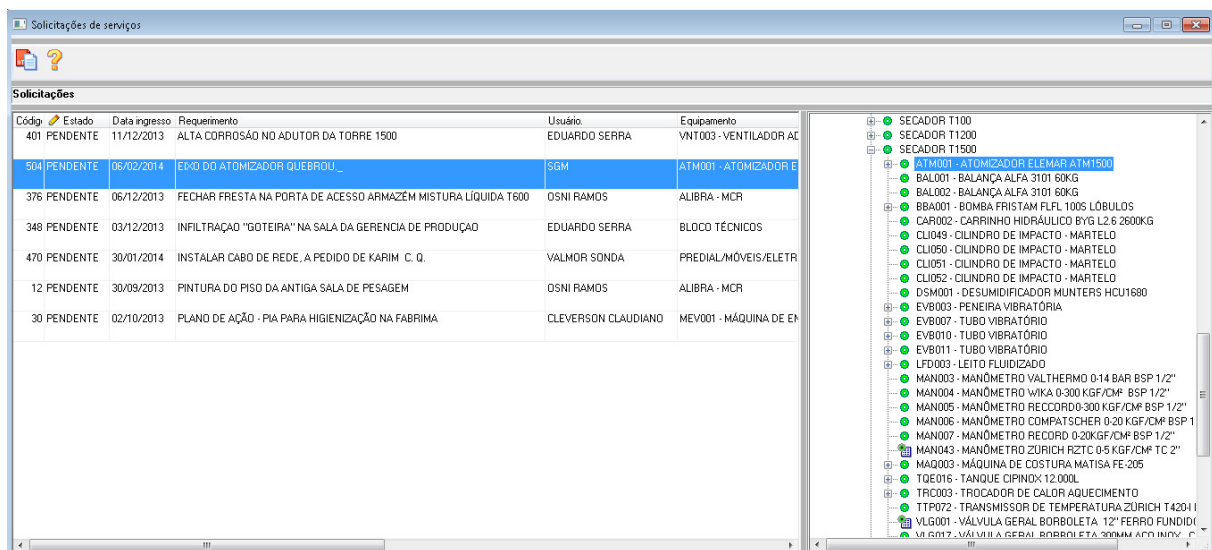 Solicitações de serviços
Solicitações
Códig Estado Data ingresso Requerimento Usuário. Equipamento
401 PENDENTE 11/12/2013 ALTA CORROSÃO NO ADUTOR DA TORRE 1500 EDUARDO SERRA VNT003 - VENTILADOR AD
504 PENDENTE 06/02/2014 EIXO DO ATOMIZADOR QUEBROU._ SGM ATM001 - ATOMIZADOR E
376 PENDENTE 06/12/2013 FECHAR FRESTA NA PORTA DE ACESSO ARMAZÉM MISTURA LÍQUIDA T600 OSNI RAMOS ALIBRA - MCR
348 PENDENTE 03/12/2013 INFILTRAÇAO "GOTEIRA" NA SALA DA GERENCIA DE PRODUÇAO EDUARDO SERRA BLOCO TÉCNICOS
470 PENDENTE 30/01/2014 INSTALAR CABO DE REDE, A PEDIDO DE KARIM C. Q. VALMOR SONDA PREDIAL/MÓVEIS/ELETR
12 PENDENTE 30/09/2013 PINTURA DO PISO DA ANTIGA SALA DE PESAGEM OSNI RAMOS ALIBRA - MCR
30 PENDENTE 02/10/2013 PLANO DE AÇÃO - PIA PARA HIGIENIZAÇÃO NA FABRIMA CLEVERSON CLAUDIANO MEV001 - MÁQUINA DE EN
SECADOR T100
SECADOR T1200
SECADOR T1500
ATM001 - ATOMIZADOR ELEMAR ATM1500
BAL001 - BALANÇA ALFA 3101 60KG
BAL002 - BALANÇA ALFA 3101 60KG
BBA001 - BOMBA FRISTAM FLFL 100S LÓBULOS
CAR002 - CARRINHO HIDRÁULICO BYG L2.6 2600KG
CLI049 - CILINDRO DE IMPACTO - MARTELO
CLI050 - CILINDRO DE IMPACTO - MARTELO
CLI051 - CILINDRO DE IMPACTO - MARTELO
CLI052 - CILINDRO DE IMPACTO - MARTELO
DSM001 - DESUMIDIFICADOR MUNTERS HCU1680
EVB003 - PENEIRA VIBRATÓRIA
EVB007 - TUBO VIBRATÓRIO
EVB010 - TUBO VIBRATÓRIO
EVB011 - TUBO VIBRATÓRIO
LFD003 - LEITO FLUIDIZADO
MAN003 - MANÔMETRO VALTHERMO 0-14 BAR BSP 1/2"
MAN004 - MANÔMETRO WIKA 0-300 KGF/CM² BSP 1/2"
MAN005 - MANÔMETRO RECCORD0-300 KGF/CM² BSP 1/2"
MAN006 - MANÔMETRO COMPATSCHER 0-20 KGF/CM² BSP 1
MAN007 - MANÔMETRO RECORD 0-20KGF/CM² BSP 1/2"
MAN043 - MANÔMETRO ZÜRICH RZTC 0-5 KGF/CM² TC 2"
MAQ003 - MÁQUINA DE COSTURA MATISA FE-205
TQE016 - TANQUE CIPINOX 12.000L
TRC003 - TROCADOR DE CALOR AQUECIMENTO
TTP072 - TRANSMISSOR DE TEMPERATURA ZÜRICH T420-I
VLG001 - VÁLVULA GERAL BORBOLETA 12" FERRO FUNDID
VLG017 - VÁLVULA GERAL BORBOLETA 300MM AÇO INOX